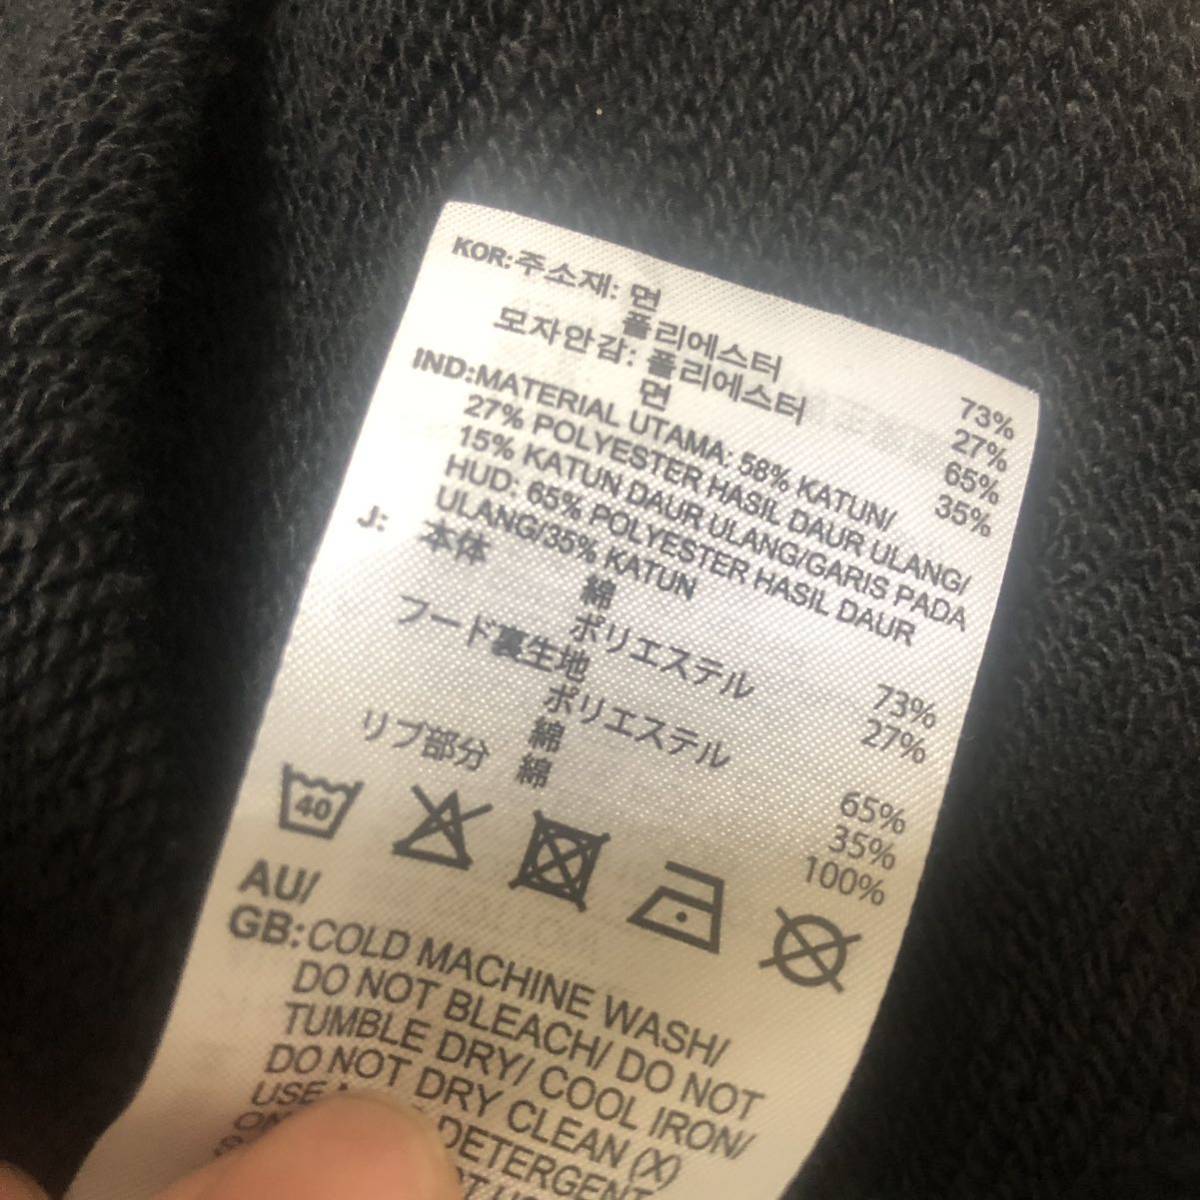 KOR:주소재: 면 73%
폴리에스터 27%
모자안감: 폴리에스터 65%
면 35%
IND:MATERIAL UTAMA: 58% KATUN/
27% POLYESTER HASIL DAUR ULANG/
15% KATUN DAUR ULANG/GARIS PADA
HUD: 65% POLYESTER HASIL DAUR
ULANG/35% KATUN
J: 本体 綿 73%
ポリエステル 27%
フード裏生地
ポリエステル 65%
綿 35%
リブ部分 綿 100%
40
AU/
GB:COLD MACHINE WASH/
DO NOT BLEACH/ DO NOT
TUMBLE DRY/ COOL IRON/
DO NOT DRY CLEAN (X)
USE DETERGENT